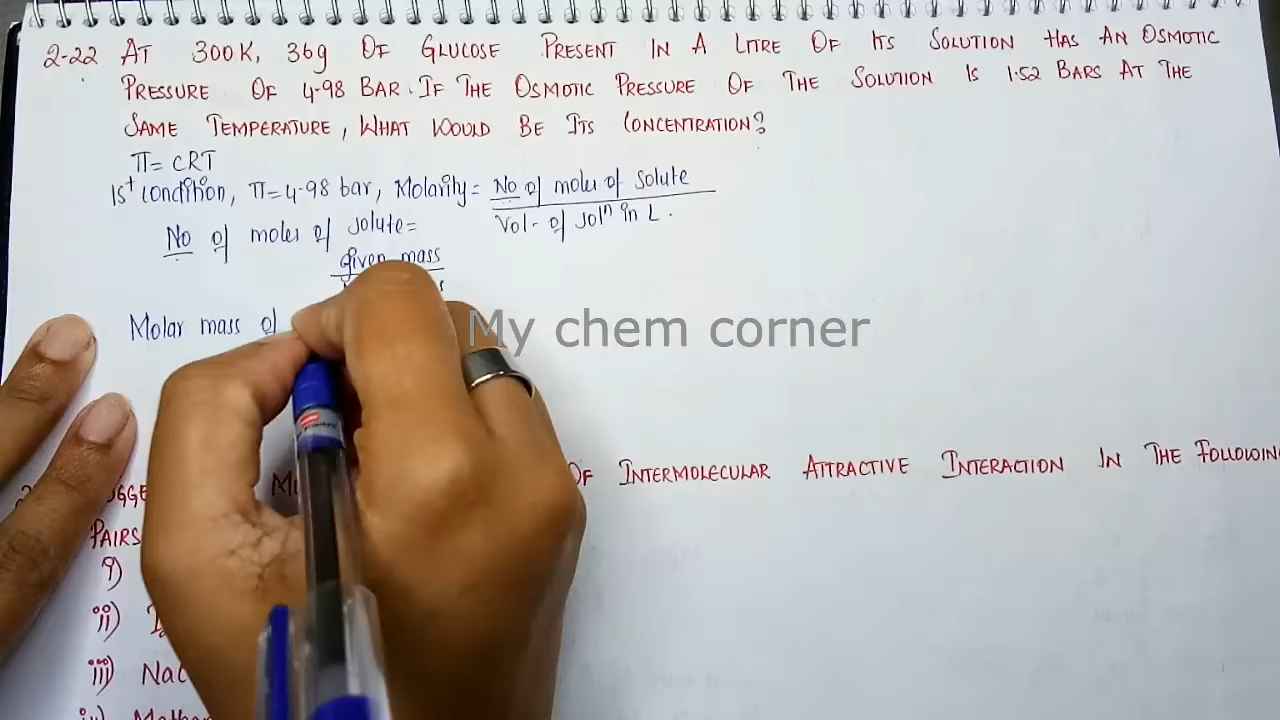 2-22 AT 300K, 36g OF GLUCOSE PRESENT IN A LITRE OF ITS SOLUTION HAS AN OSMOTIC
PRESSURE OF 4.98 BAR. IF THE OSMOTIC PRESSURE OF THE SOLUTION IS 1.52 BARS AT THE
SAME TEMPERATURE, WHAT WOULD BE ITS CONCENTRATION?
π = CRT
Ist condition, π = 4.98 bar, Molarity = No of moles of solute
Vol. of soln in L.
No of moles of solute =
given mass
Molar mass of
My chem corner
OF INTERMOLECULAR ATTRACTIVE INTERACTION IN THE FOLLOWIN
PAIRS
i)
ii)
iii)
iv)